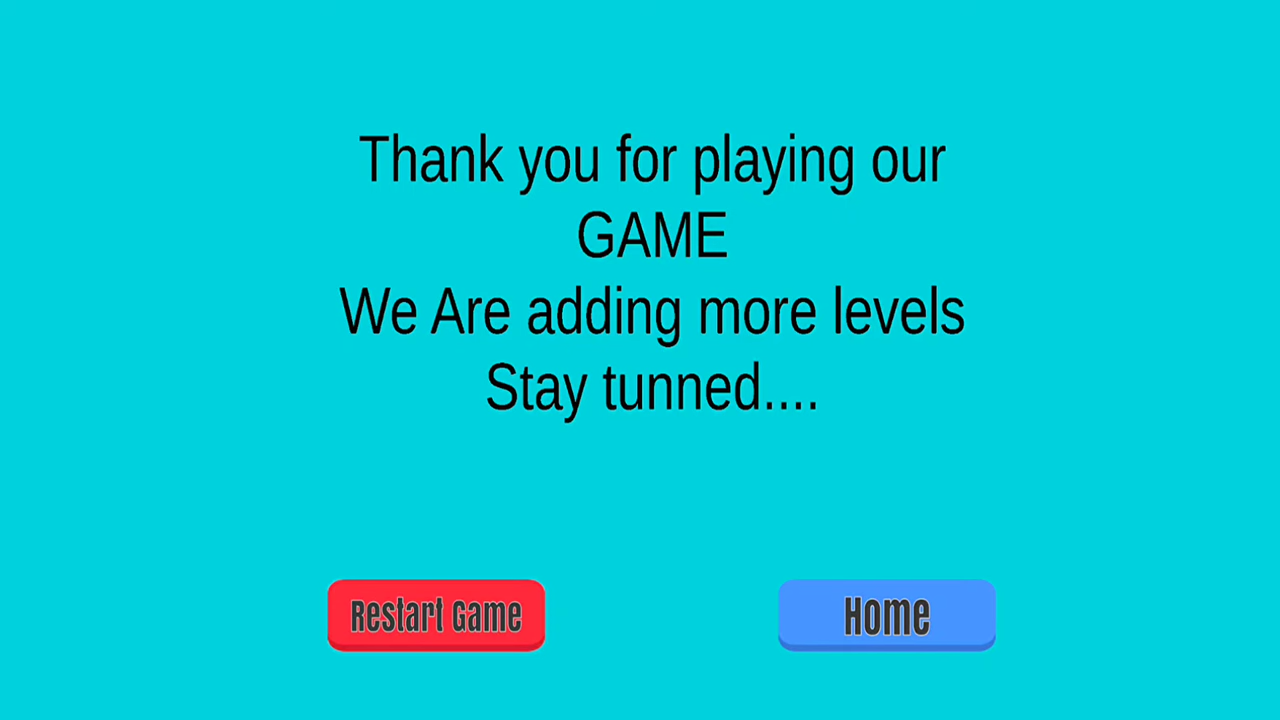 Thank you for playing our
GAME
We Are adding more levels
Stay tunned....
Restart Game
Home